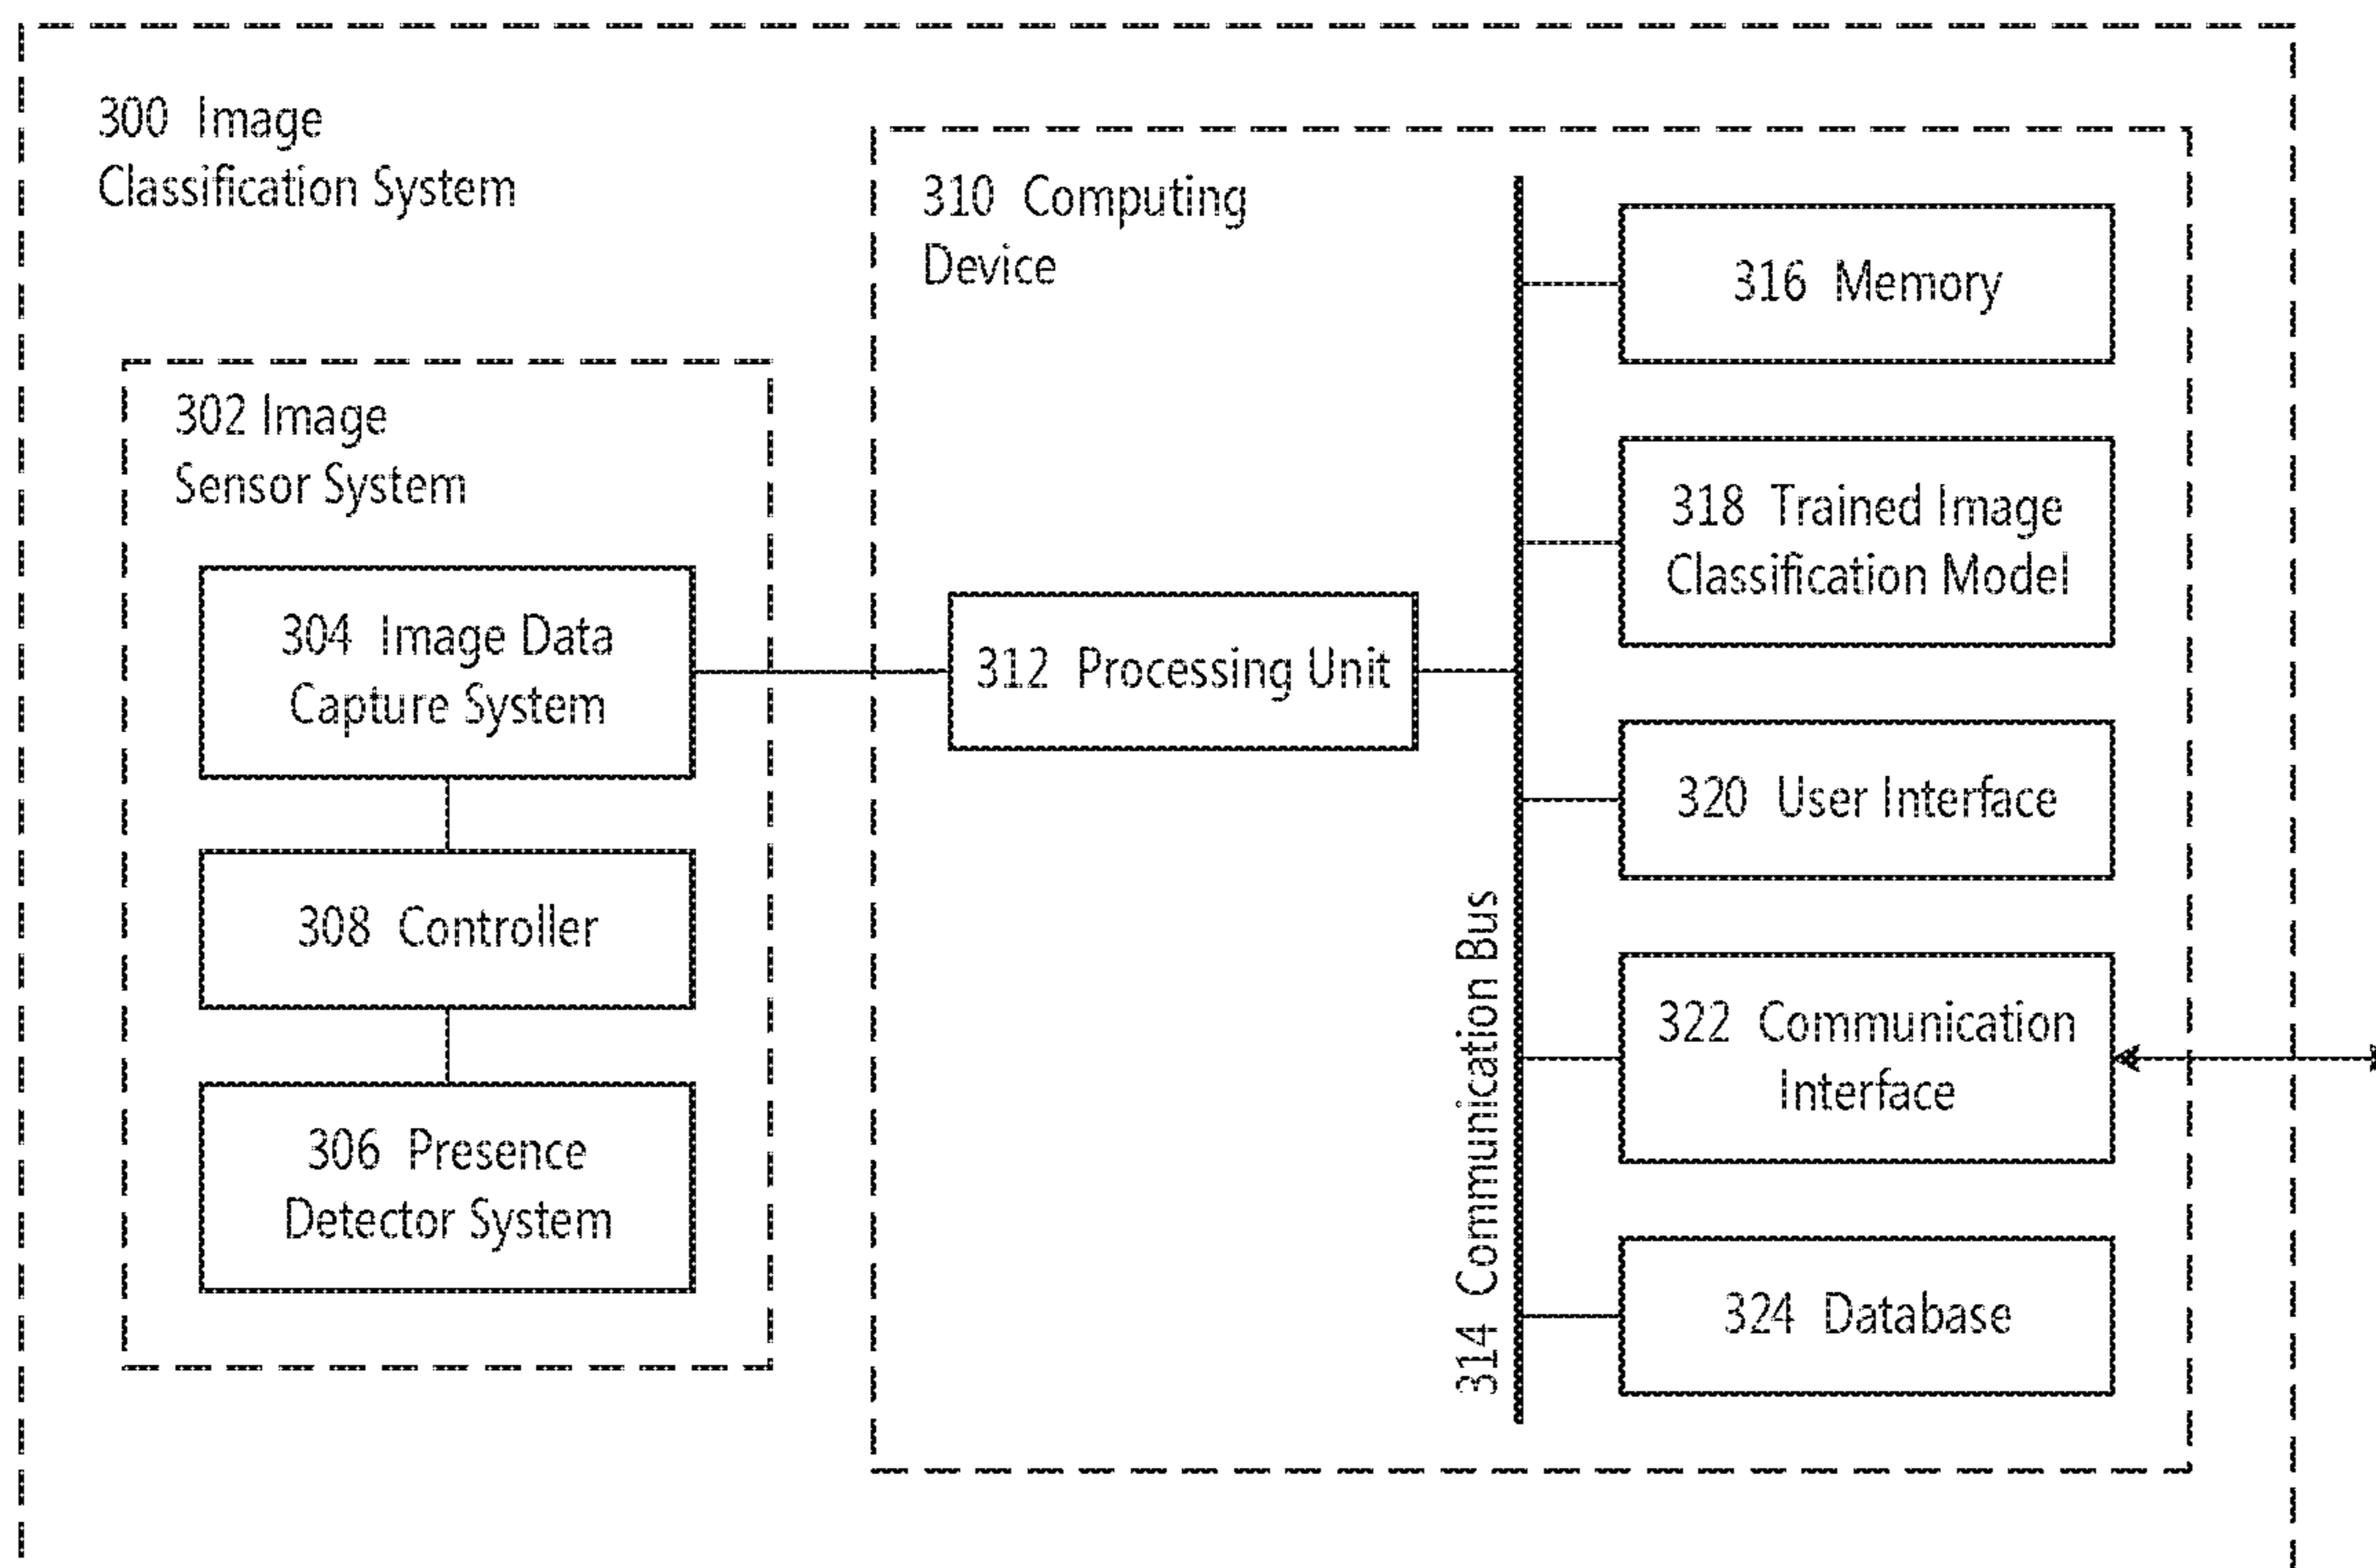 300 Image
Classification System
302 Image
Sensor System
304 Image Data
Capture System
308 Controller
306 Presence
Detector System
310 Computing
Device
312 Processing Unit
314 Communication Bus
316 Memory
318 Trained Image
Classification Model
320 User Interface
322 Communication
Interface
324 Database